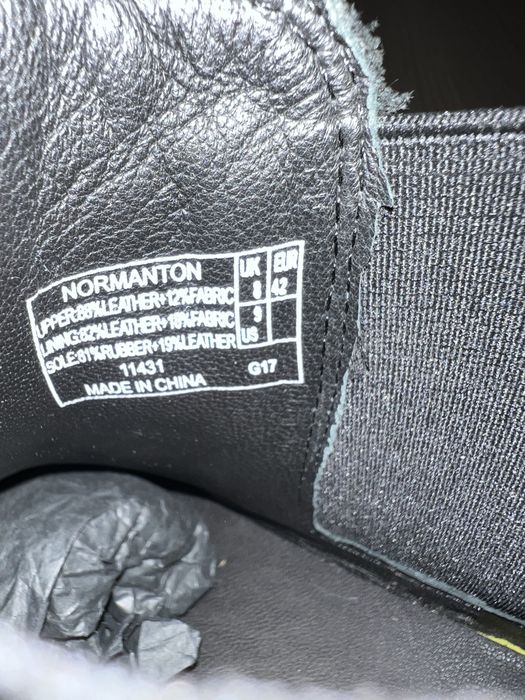 NORMANTON
UPPER:88%LEATHER+12%FABRIC
LINING:82%LEATHER+18%FABRIC
SOLE:81%RUBBER+19%LEATHER
11431 G17
MADE IN CHINA
UK EUR
8 42
9
US